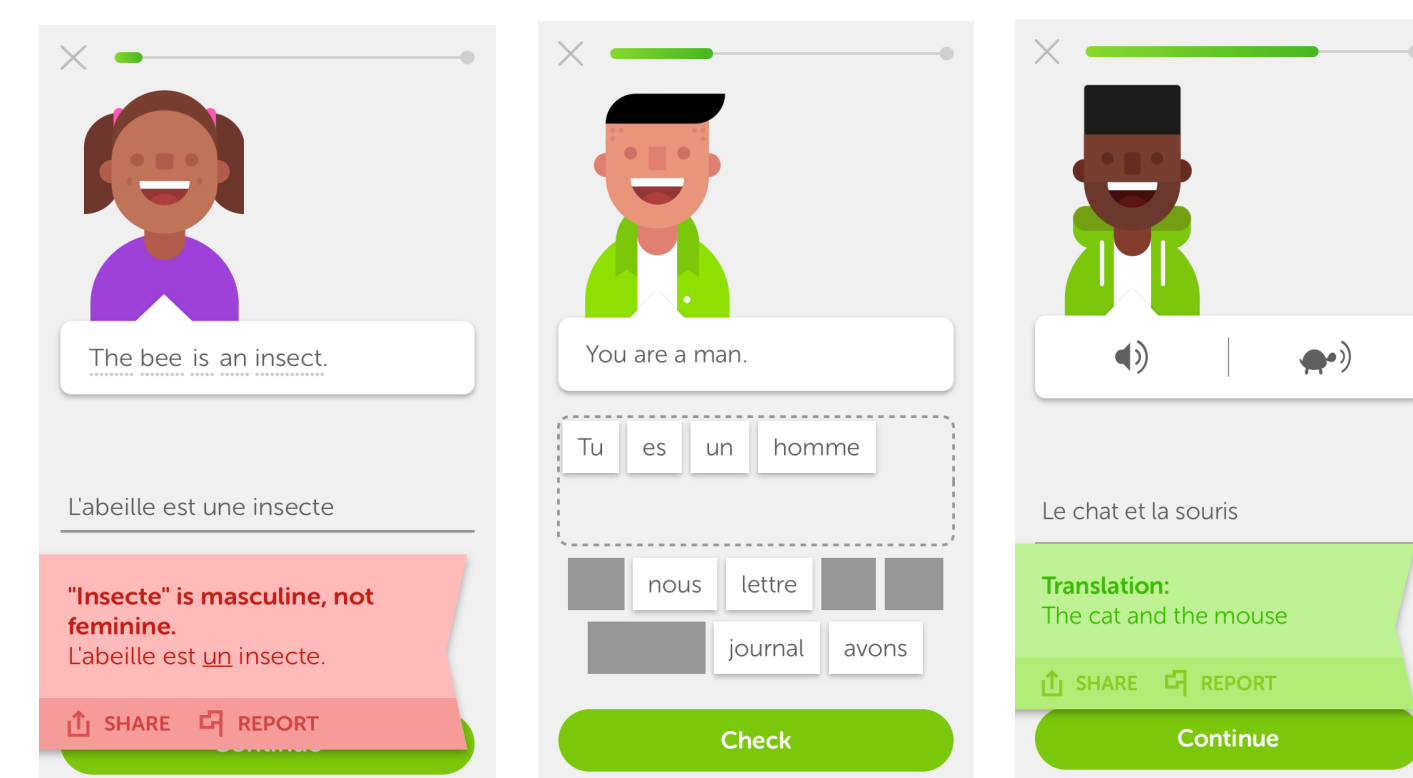 The bee is an insect.
L'abeille est une insecte
"Insecte" is masculine, not
feminine.
L'abeille est un insecte.
SHARE REPORT
Continue
You are a man.
Tu es un homme
nous lettre
journal avons
Check
Le chat et la souris
Translation:
The cat and the mouse
SHARE REPORT
Continue